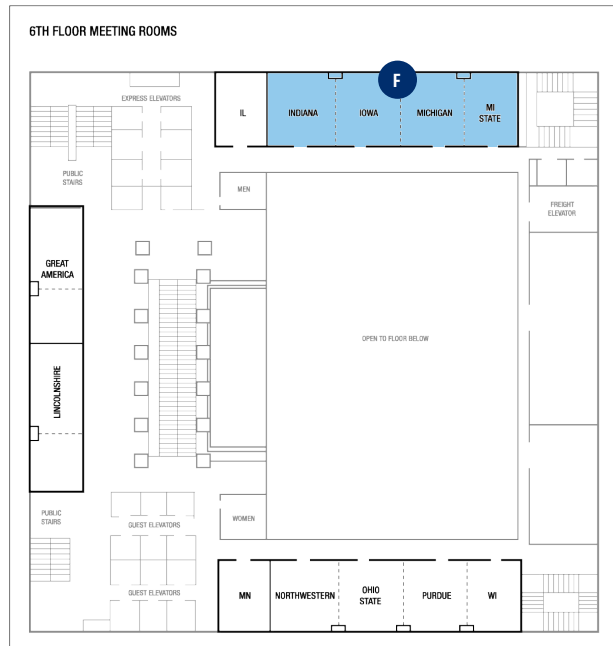 6TH FLOOR MEETING ROOMS
F
EXPRESS ELEVATORS
IL
INDIANA
IOWA
MICHIGAN
MI
STATE
PUBLIC
STAIRS
MEN
FREIGHT
ELEVATOR
GREAT
AMERICA
OPEN TO FLOOR BELOW
LINCOLNSHIRE
PUBLIC
STAIRS
GUEST ELEVATORS
WOMEN
GUEST ELEVATORS
MN
NORTHWESTERN
OHIO
STATE
PURDUE
WI